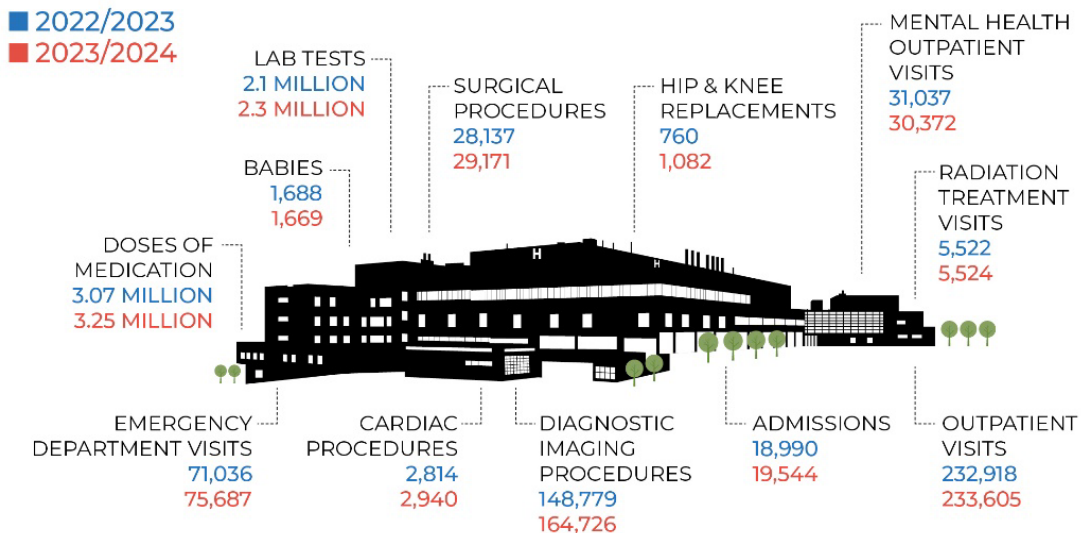 2022/2023
2023/2024
LAB TESTS
2.1 MILLION
2.3 MILLION
SURGICAL
PROCEDURES
28,137
29,171
HIP & KNEE
REPLACEMENTS
760
1,082
MENTAL HEALTH
OUTPATIENT
VISITS
31,037
30,372
BABIES
1,688
1,669
RADIATION
TREATMENT
VISITS
5,522
5,524
DOSES OF
MEDICATION
3.07 MILLION
3.25 MILLION
H
H
EMERGENCY
DEPARTMENT VISITS
71,036
75,687
CARDIAC
PROCEDURES
2,814
2,940
DIAGNOSTIC
IMAGING
PROCEDURES
148,779
164,726
ADMISSIONS
18,990
19,544
OUTPATIENT
VISITS
232,918
233,605